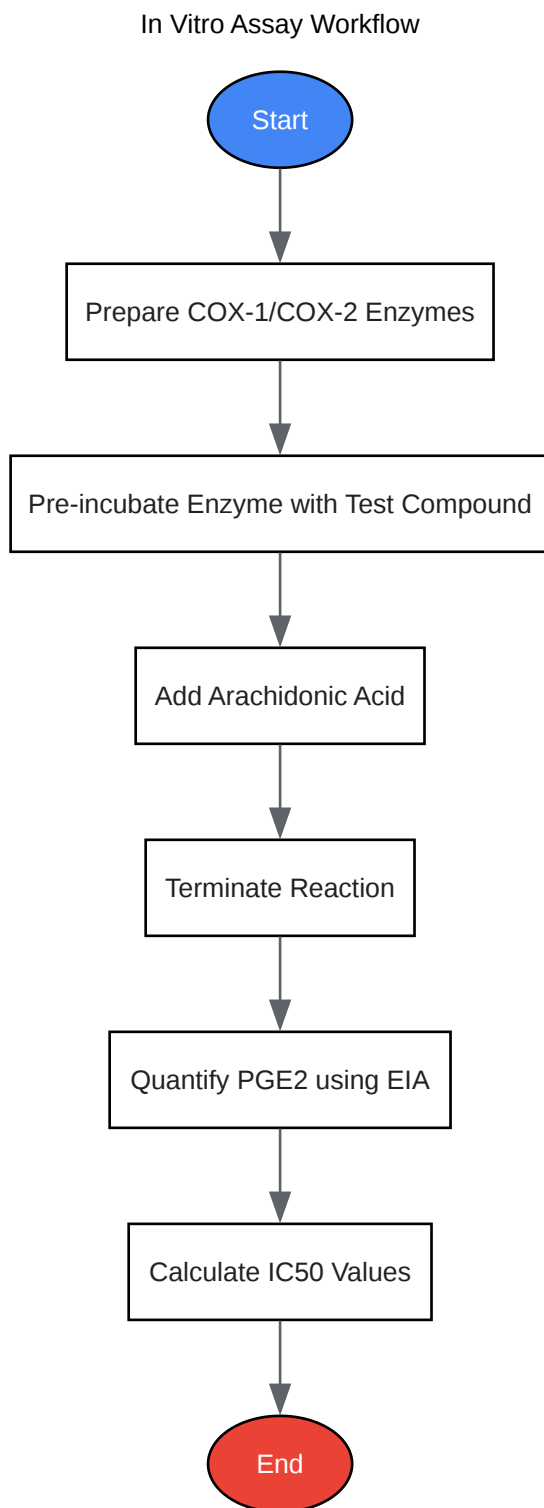 In Vitro Assay Workflow
Start
Prepare COX-1/COX-2 Enzymes
Pre-incubate Enzyme with Test Compound
Add Arachidonic Acid
Terminate Reaction
Quantify PGE2 using EIA
Calculate IC50 Values
End